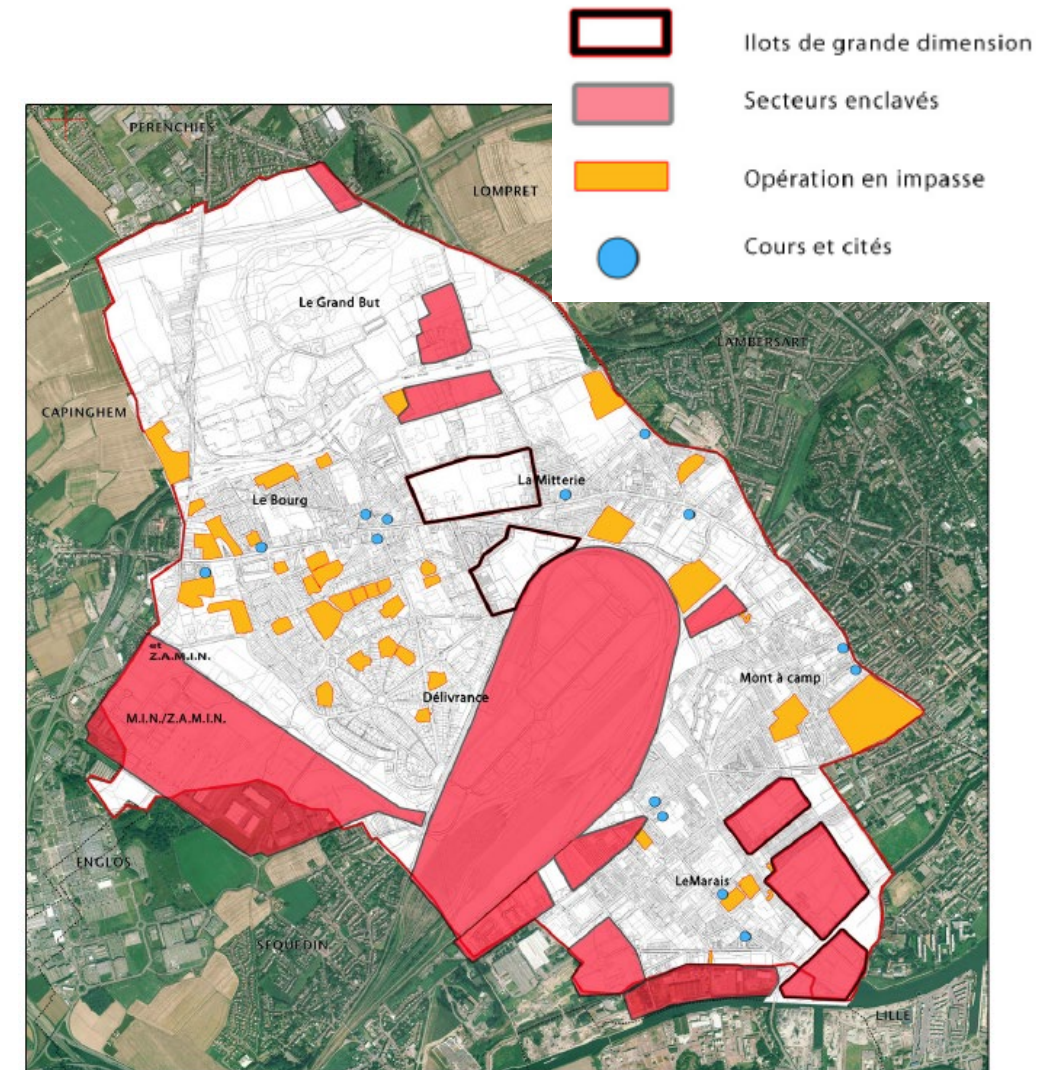 Ilots de grande dimension
Secteurs enclavés
Opération en impasse
Cours et cités
PERENCHIES
LOMPRET
Le Grand But
LAMBERSART
CAPINGHEM
La Mitterie
Le Bourg
et
Z.A.M.I.N.
Mont à camp
Délivrance
M.I.N./Z.A.M.I.N.
ENGLOS
LeMarais
SEQUEDIN
LILLE